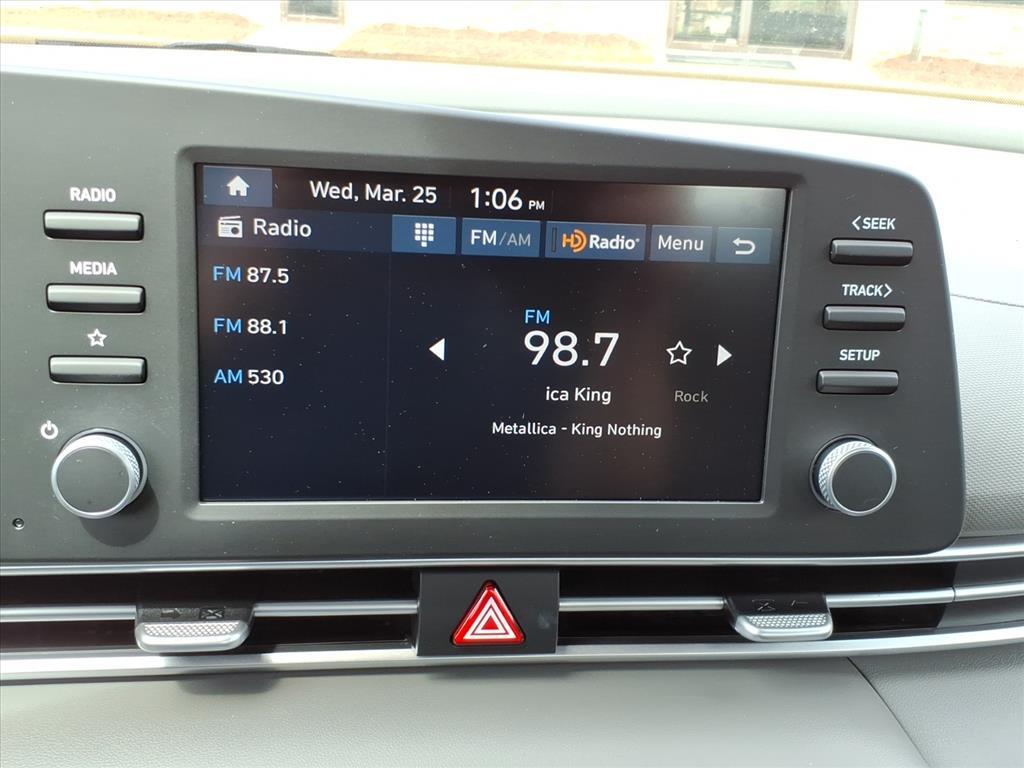 RADIO
MEDIA
<SEEK
TRACK>
SETUP
Wed, Mar. 25 1:06 PM
Radio
FM/AM
HD Radio®
Menu
FM 87.5
FM 88.1
AM 530
FM
98.7
ica King
Rock
Metallica - King Nothing